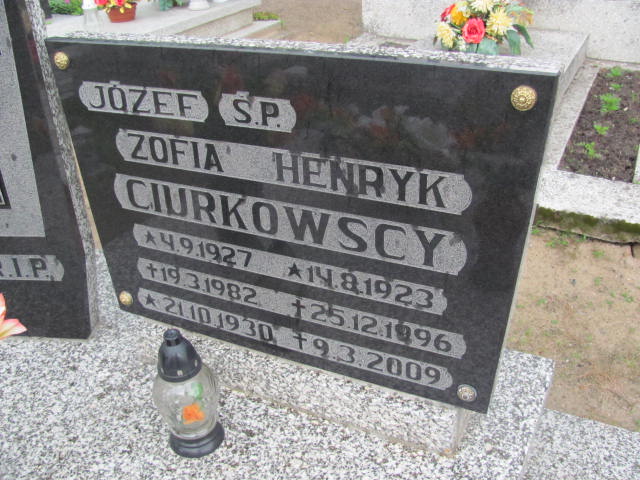 JÓZEF Ś.P.
ZOFIA HENRYK
CIURKOWSCY
★4.9.1927 ★14.8.1923
✝19.3.1982 ✝25.12.1996
★21.10.1930 ✝9.3.2009
R.I.P.